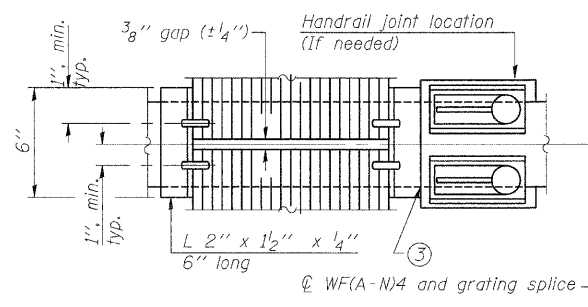 3/8" gap (±1/4")
Handrail joint location
(If needed)
1", min.
typ.
6"
1", min.
typ.
L 2" x 1 1/2" x 1/4"
6" long
3
℄ WF(A-N)4 and grating splice